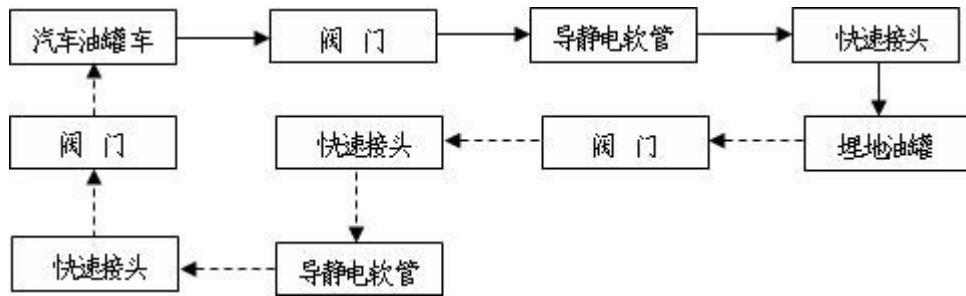 汽车油罐车
阀 门
导静电软管
快速接头
阀 门
快速接头
阀 门
埋地油罐
快速接头
导静电软管